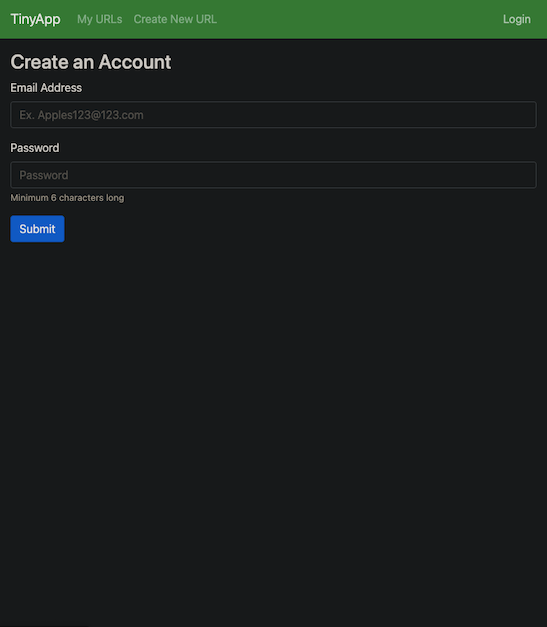 TinyApp My URLs Create New URL Login
Create an Account
Email Address
Ex. Apples123@123.com
Password
Password
Minimum 6 characters long
Submit